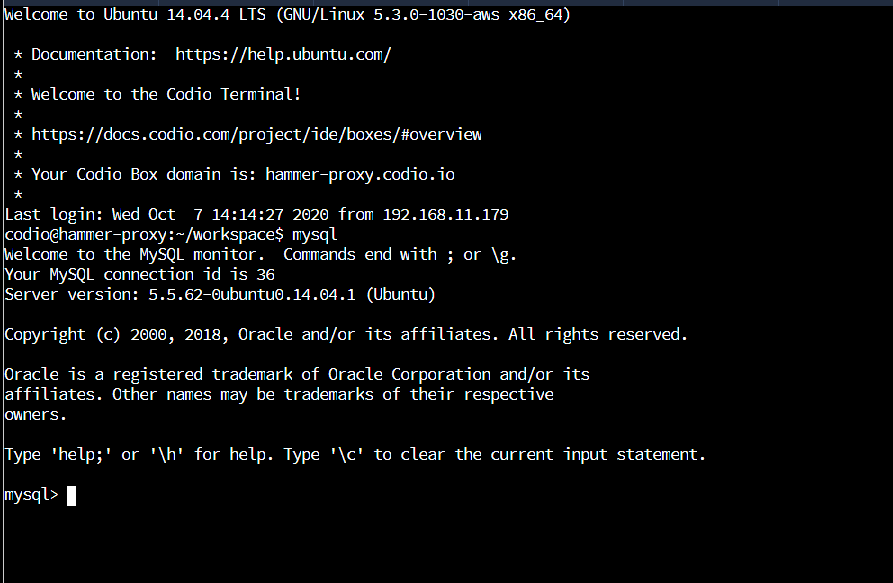 Welcome to Ubuntu 14.04.4 LTS (GNU/Linux 5.3.0-1030-aws x86_64)
* Documentation:  https://help.ubuntu.com/
*
* Welcome to the Codio Terminal!
*
* https://docs.codio.com/project/ide/boxes/#overview
*
* Your Codio Box domain is: hammer-proxy.codio.io
*
Last login: Wed Oct  7 14:14:27 2020 from 192.168.11.179
codio@hammer-proxy:~/workspace$ mysql
Welcome to the MySQL monitor.  Commands end with ; or \g.
Your MySQL connection id is 36
Server version: 5.5.62-0ubuntu0.14.04.1 (Ubuntu)
Copyright (c) 2000, 2018, Oracle and/or its affiliates. All rights reserved.
Oracle is a registered trademark of Oracle Corporation and/or its
affiliates. Other names may be trademarks of their respective
owners.
Type 'help;' or '\h' for help. Type '\c' to clear the current input statement.
mysql>